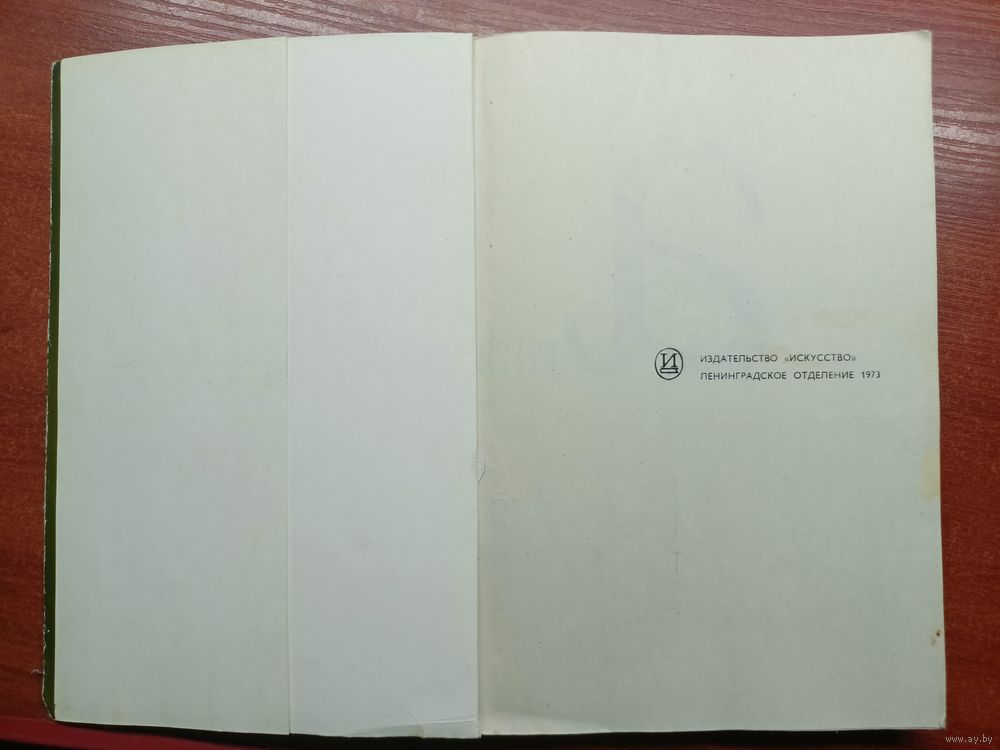 И
ИЗДАТЕЛЬСТВО «ИСКУССТВО»
ЛЕНИНГРАДСКОЕ ОТДЕЛЕНИЕ 1973
www.ay.by